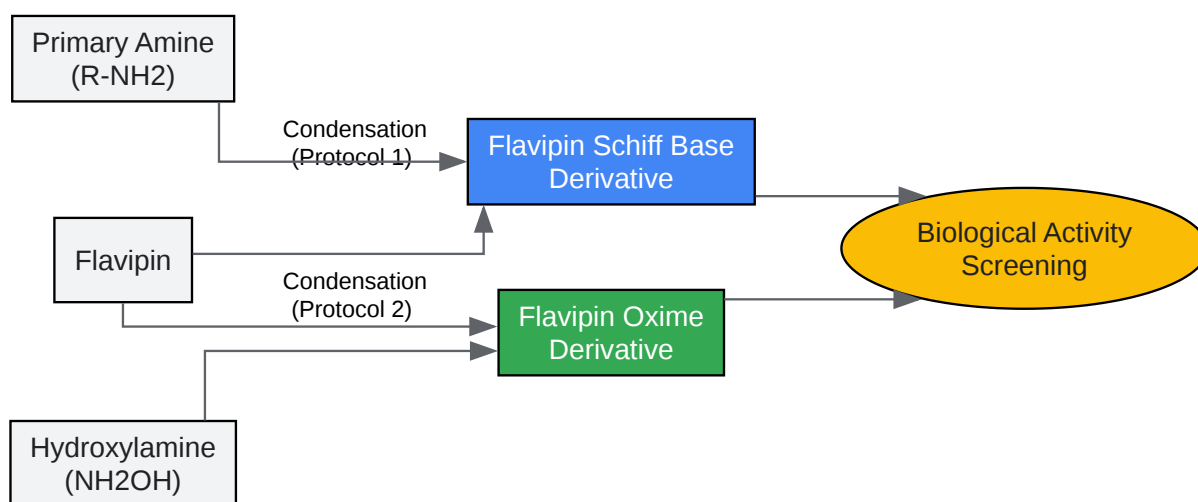 Primary Amine
(R-NH2)
Condensation
(Protocol 1)
Flavipin Schiff Base
Derivative
Flavipin
Biological Activity
Screening
Condensation
(Protocol 2)
Flavipin Oxime
Derivative
Hydroxylamine
(NH2OH)